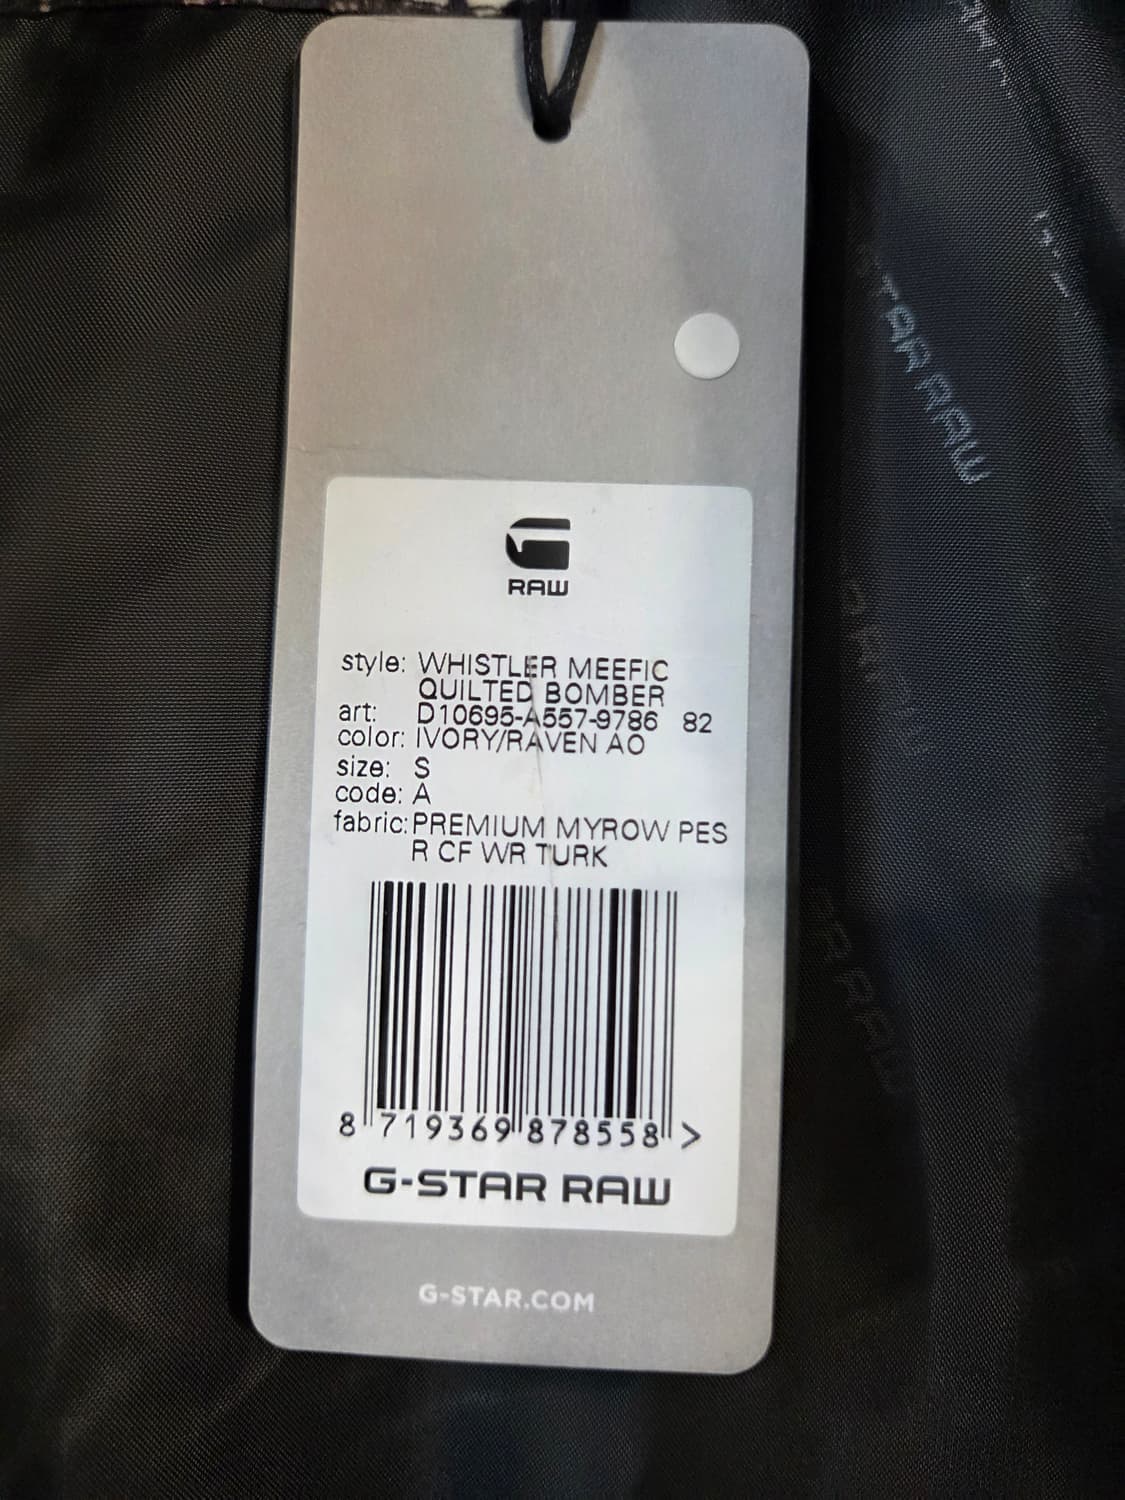 RAW
style: WHISTLER MEEFIC
QUILTED BOMBER
art: D10695-A557-9786 82
color: IVORY/RAVEN AO
size: S
code: A
fabric: PREMIUM MYROW PES
R CF WR TURK
8 719369 878558 >
G-STAR RAW
G-STAR.COM
STAR RAW